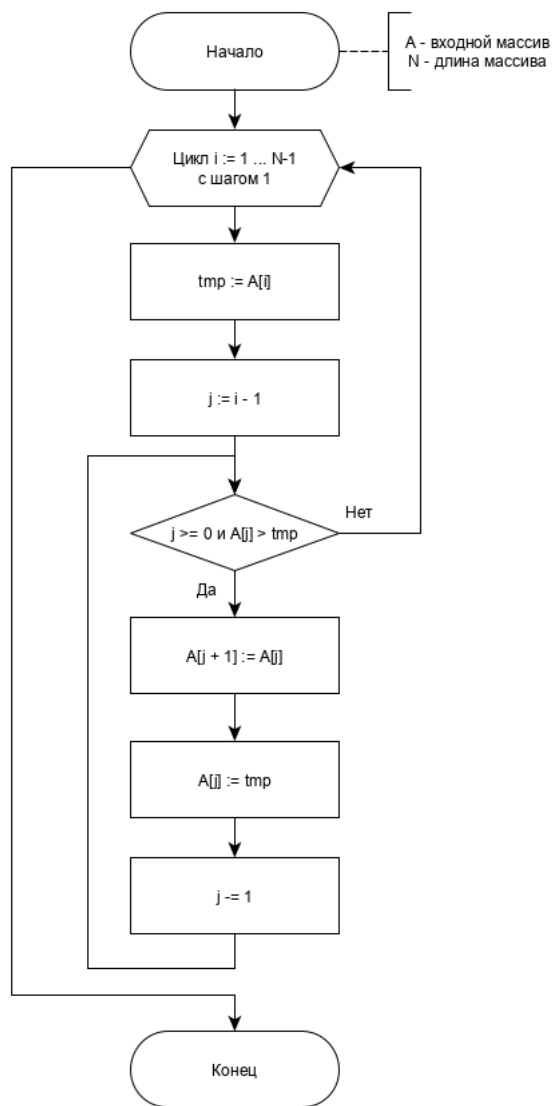 Начало
А - входной массив
N - длина массива
Цикл i := 1 ... N-1
с шагом 1
tmp := A[i]
j := i - 1
j >= 0 и A[j] > tmp
Нет
Да
A[j + 1] := A[j]
A[j] := tmp
j -= 1
Конец